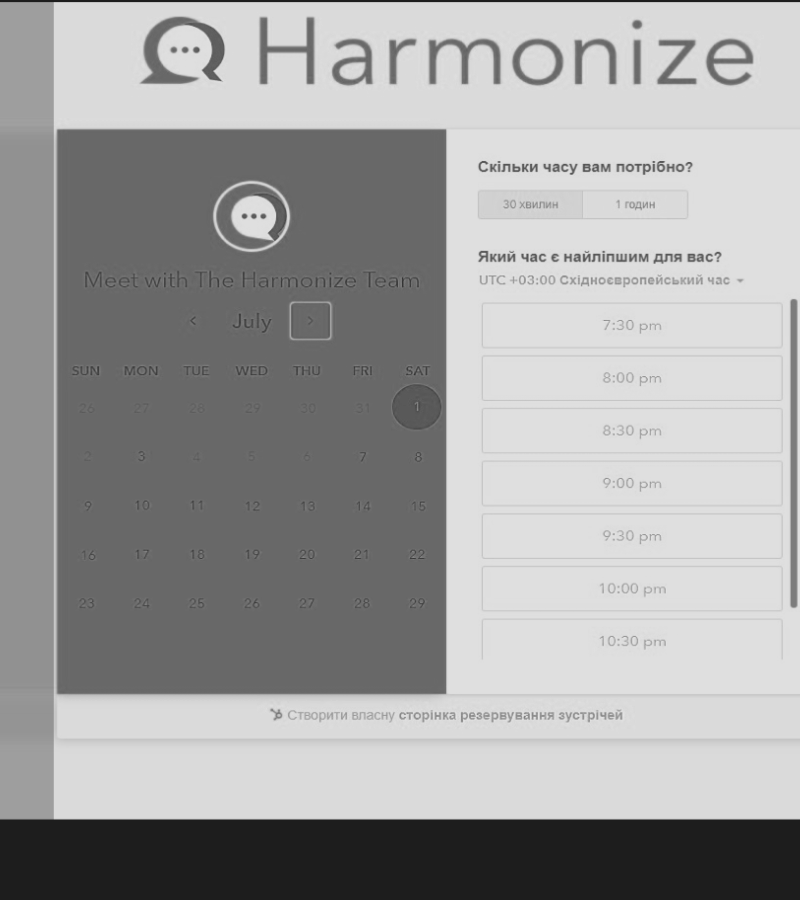 Harmonize
Meet with The Harmonize Team
July
SUN MON TUE WED THU FRI SAT
26 27 28 29 30 31 1
2 3 4 5 6 7 8
9 10 11 12 13 14 15
16 17 18 19 20 21 22
23 24 25 26 27 28 29
Скільки часу вам потрібно?
30 хвилин 1 годин
Який час є найліпшим для вас?
UTC +03:00 Східноєвропейський час
7:30 pm
8:00 pm
8:30 pm
9:00 pm
9:30 pm
10:00 pm
10:30 pm
Створити власну сторінка резервування зустрічей